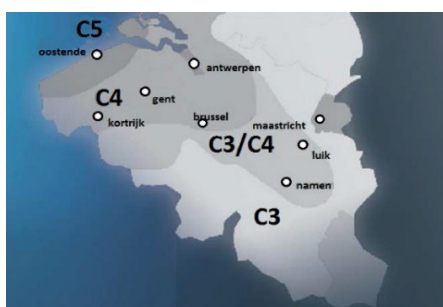 C5
oostende
antwerpen
C4
gent
kortrijk
brussel
maastricht
C3/C4
luik
namen
C3